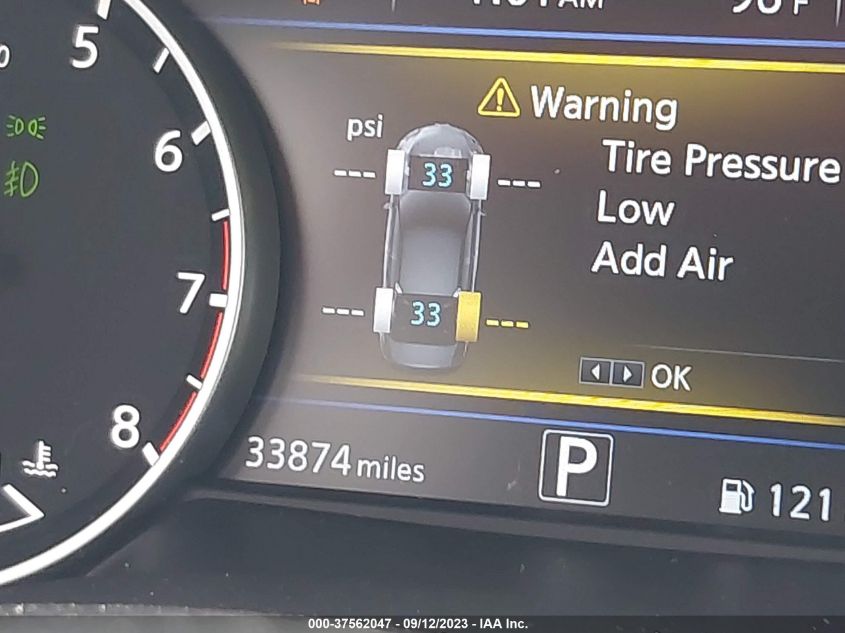 5
6
7
8
Warning
psi
Tire Pressure
Low
Add Air
--- 33 ---
--- 33 ---
OK
33874 miles
P
121
000-37562047 - 09/12/2023 - IAA Inc.